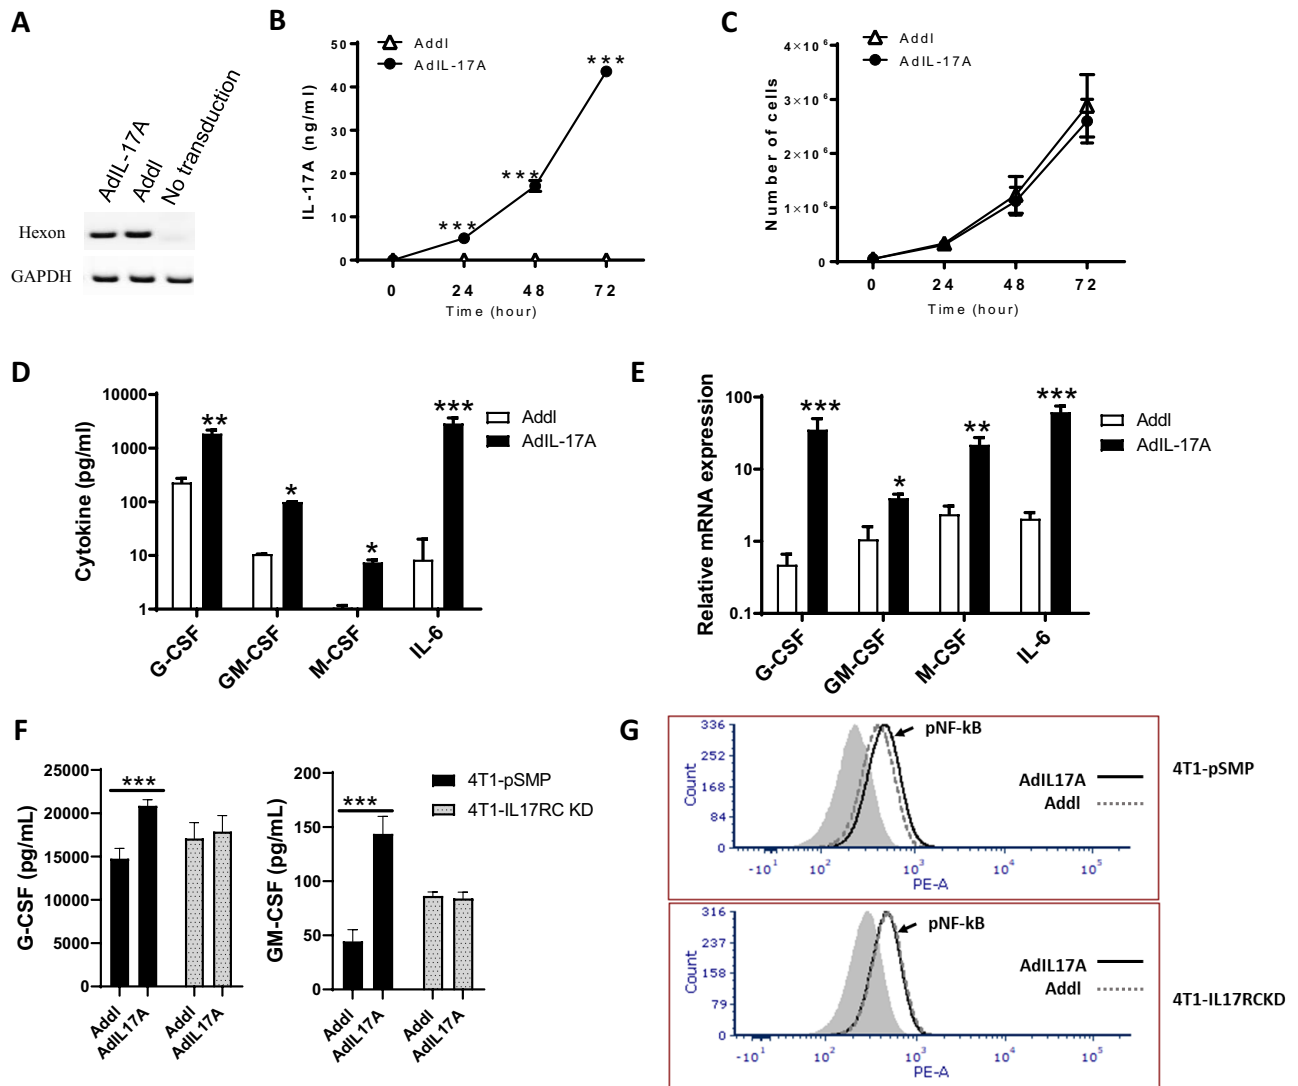 A
AdIL-17A
AddI
No transduction
Hexon
GAPDH
B
AddI
AdIL-17A
IL-17A (ng/ml)
50
40
30
20
10
0
***
***
***
0 24 48 72
Time (hour)
C
AddI
AdIL-17A
Number of cells
4×10⁶
3×10⁶
2×10⁶
1×10⁶
0
0 24 48 72
Time (hour)
D
Cytokine (pg/ml)
10000
1000
100
10
1
**
*
*
***
AddI
AdIL-17A
G-CSF
GM-CSF
M-CSF
IL-6
E
Relative mRNA expression
100
10
1
0.1
***
*
**
***
AddI
AdIL-17A
G-CSF
GM-CSF
M-CSF
IL-6
F
G-CSF (pg/mL)
25000
20000
15000
10000
5000
0
***
AddI
AdIL17A
AddI
AdIL17A
GM-CSF (pg/mL)
200
150
100
50
0
***
AddI
AdIL17A
AddI
AdIL17A
4T1-pSMP
4T1-IL17RC KD
G
336
252
168
84
0
Count
pNF-kB
AdIL17A
AddI
-10¹ 10² 10³ 10⁴ 10⁵
PE-A
4T1-pSMP
316
237
158
79
0
Count
pNF-kB
AdIL17A
AddI
-10¹ 10² 10³ 10⁴ 10⁵
PE-A
4T1-IL17RCKD